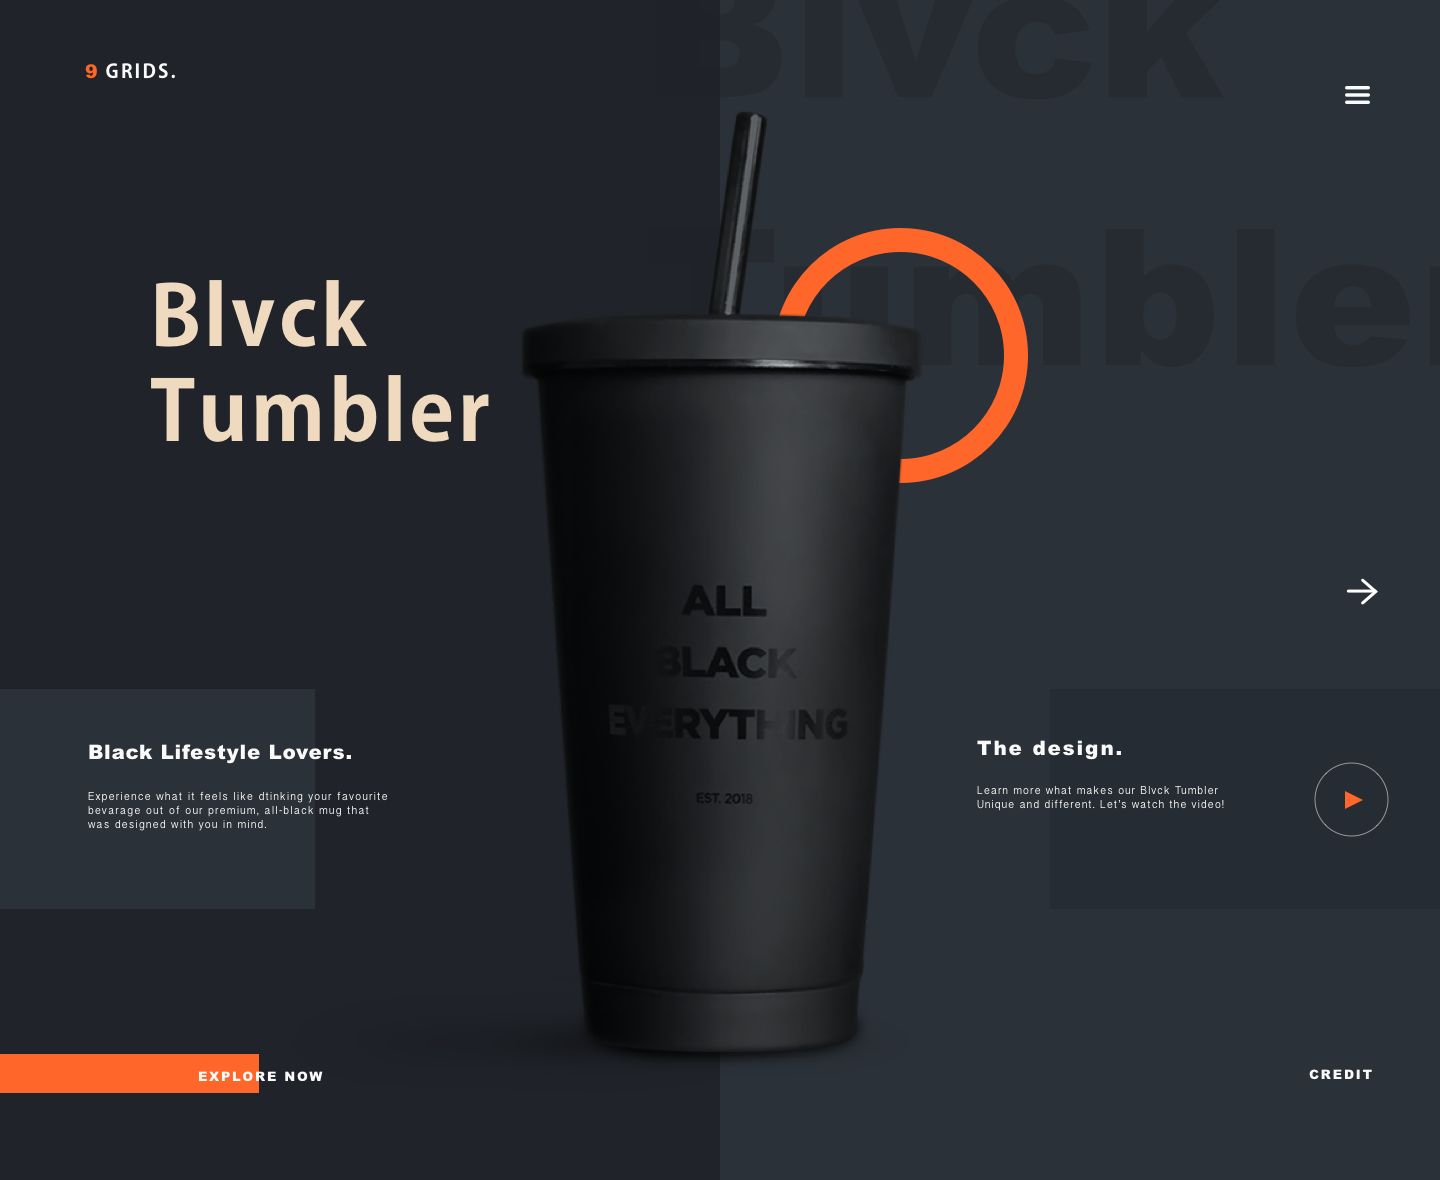 Blvck
9 GRIDS.
Tumbler
Blvck
Tumbler
ALL
BLACK
EVERYTHING
EST. 2018
Black Lifestyle Lovers.
Experience what it feels like dtinking your favourite
bevarage out of our premium, all-black mug that
was designed with you in mind.
The design.
Learn more what makes our Blvck Tumbler
Unique and different. Let's watch the video!
EXPLORE NOW
CREDIT